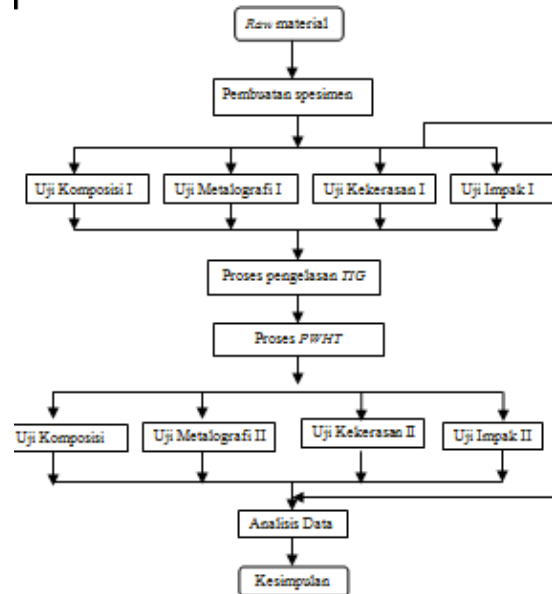 Raw material
Pembuatan spesimen
Uji Komposisi I
Uji Metalografi I
Uji Kekerasan I
Uji Impak I
Proses pengelasan TIG
Proses PWHT
Uji Komposisi
Uji Metalografi II
Uji Kekerasan II
Uji Impak II
Analisis Data
Kesimpulan